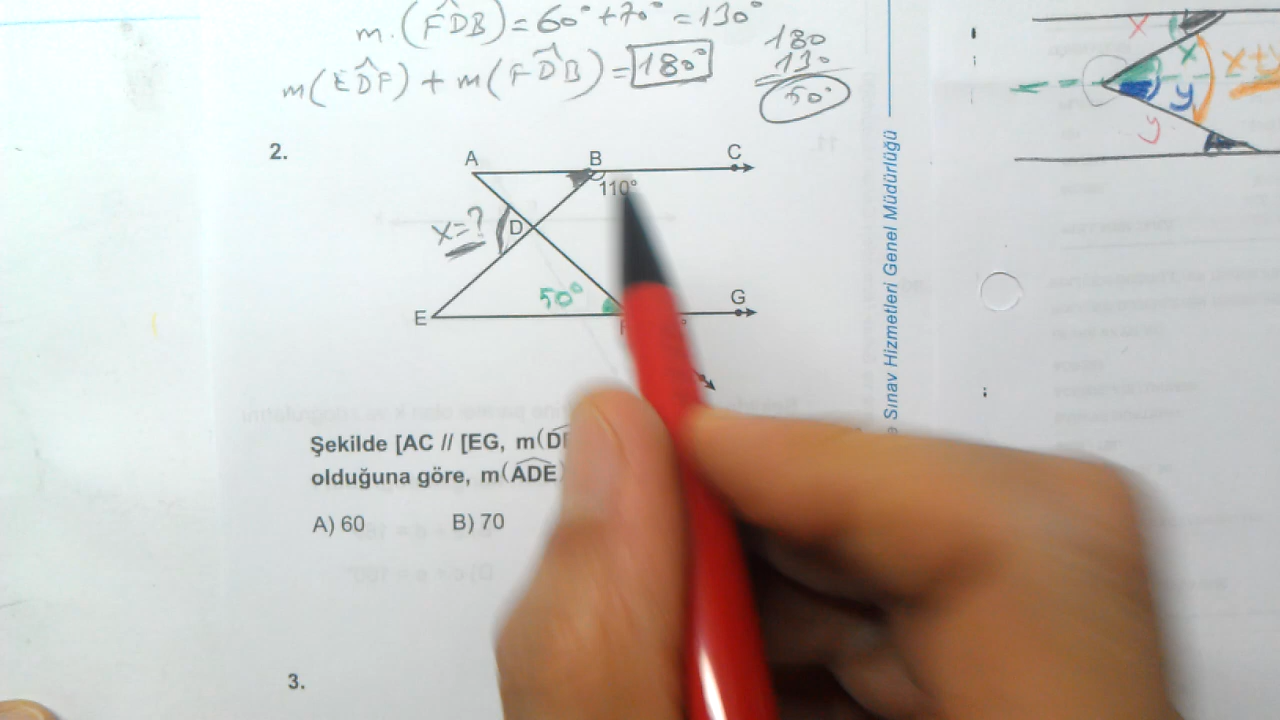 m.(FDB)=60°+70°=130°
m(EDF)+m(FDB)=180°
180
130
50°
x
x
x+y
y
y
2.
A
B
C
110°
x=?
D
50°
E
G
Sınav Hizmetleri Genel Müdürlüğü
Şekilde [AC // [EG, m(
olduğuna göre, m(ADE)
A) 60 B) 70
3.